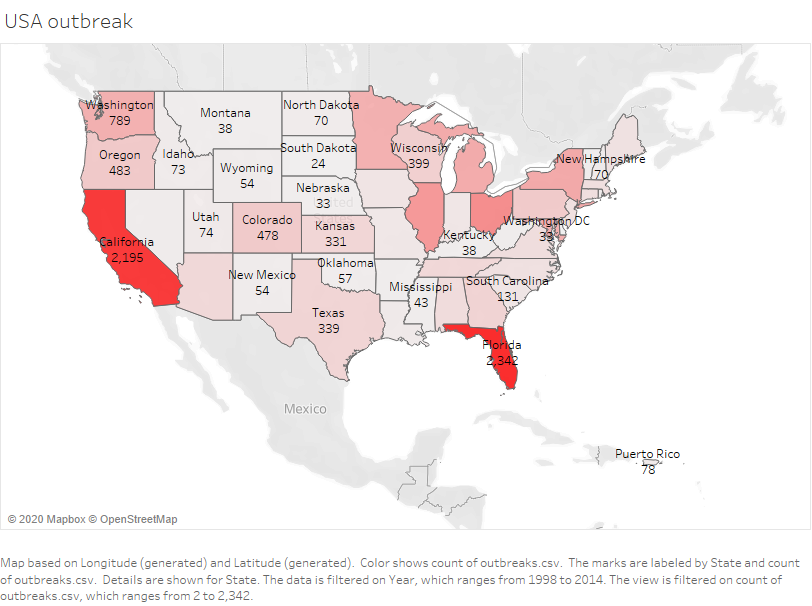 USA outbreak
Washington
789
Montana
38
North Dakota
70
Oregon
483
Idaho
73
Wyoming
54
South Dakota
24
Wisconsin
399
New Hampshire
70
Nebraska
33
United
States
Utah
74
Colorado
478
Kansas
331
Kentucky
38
Washington DC
33
California
2,195
New Mexico
54
Oklahoma
57
Mississippi
43
South Carolina
131
Texas
339
Florida
2,342
Mexico
Puerto Rico
78
© 2020 Mapbox © OpenStreetMap
Map based on Longitude (generated) and Latitude (generated). Color shows count of outbreaks.csv. The marks are labeled by State and count
of outbreaks.csv. Details are shown for State. The data is filtered on Year, which ranges from 1998 to 2014. The view is filtered on count of
outbreaks.csv, which ranges from 2 to 2,342.